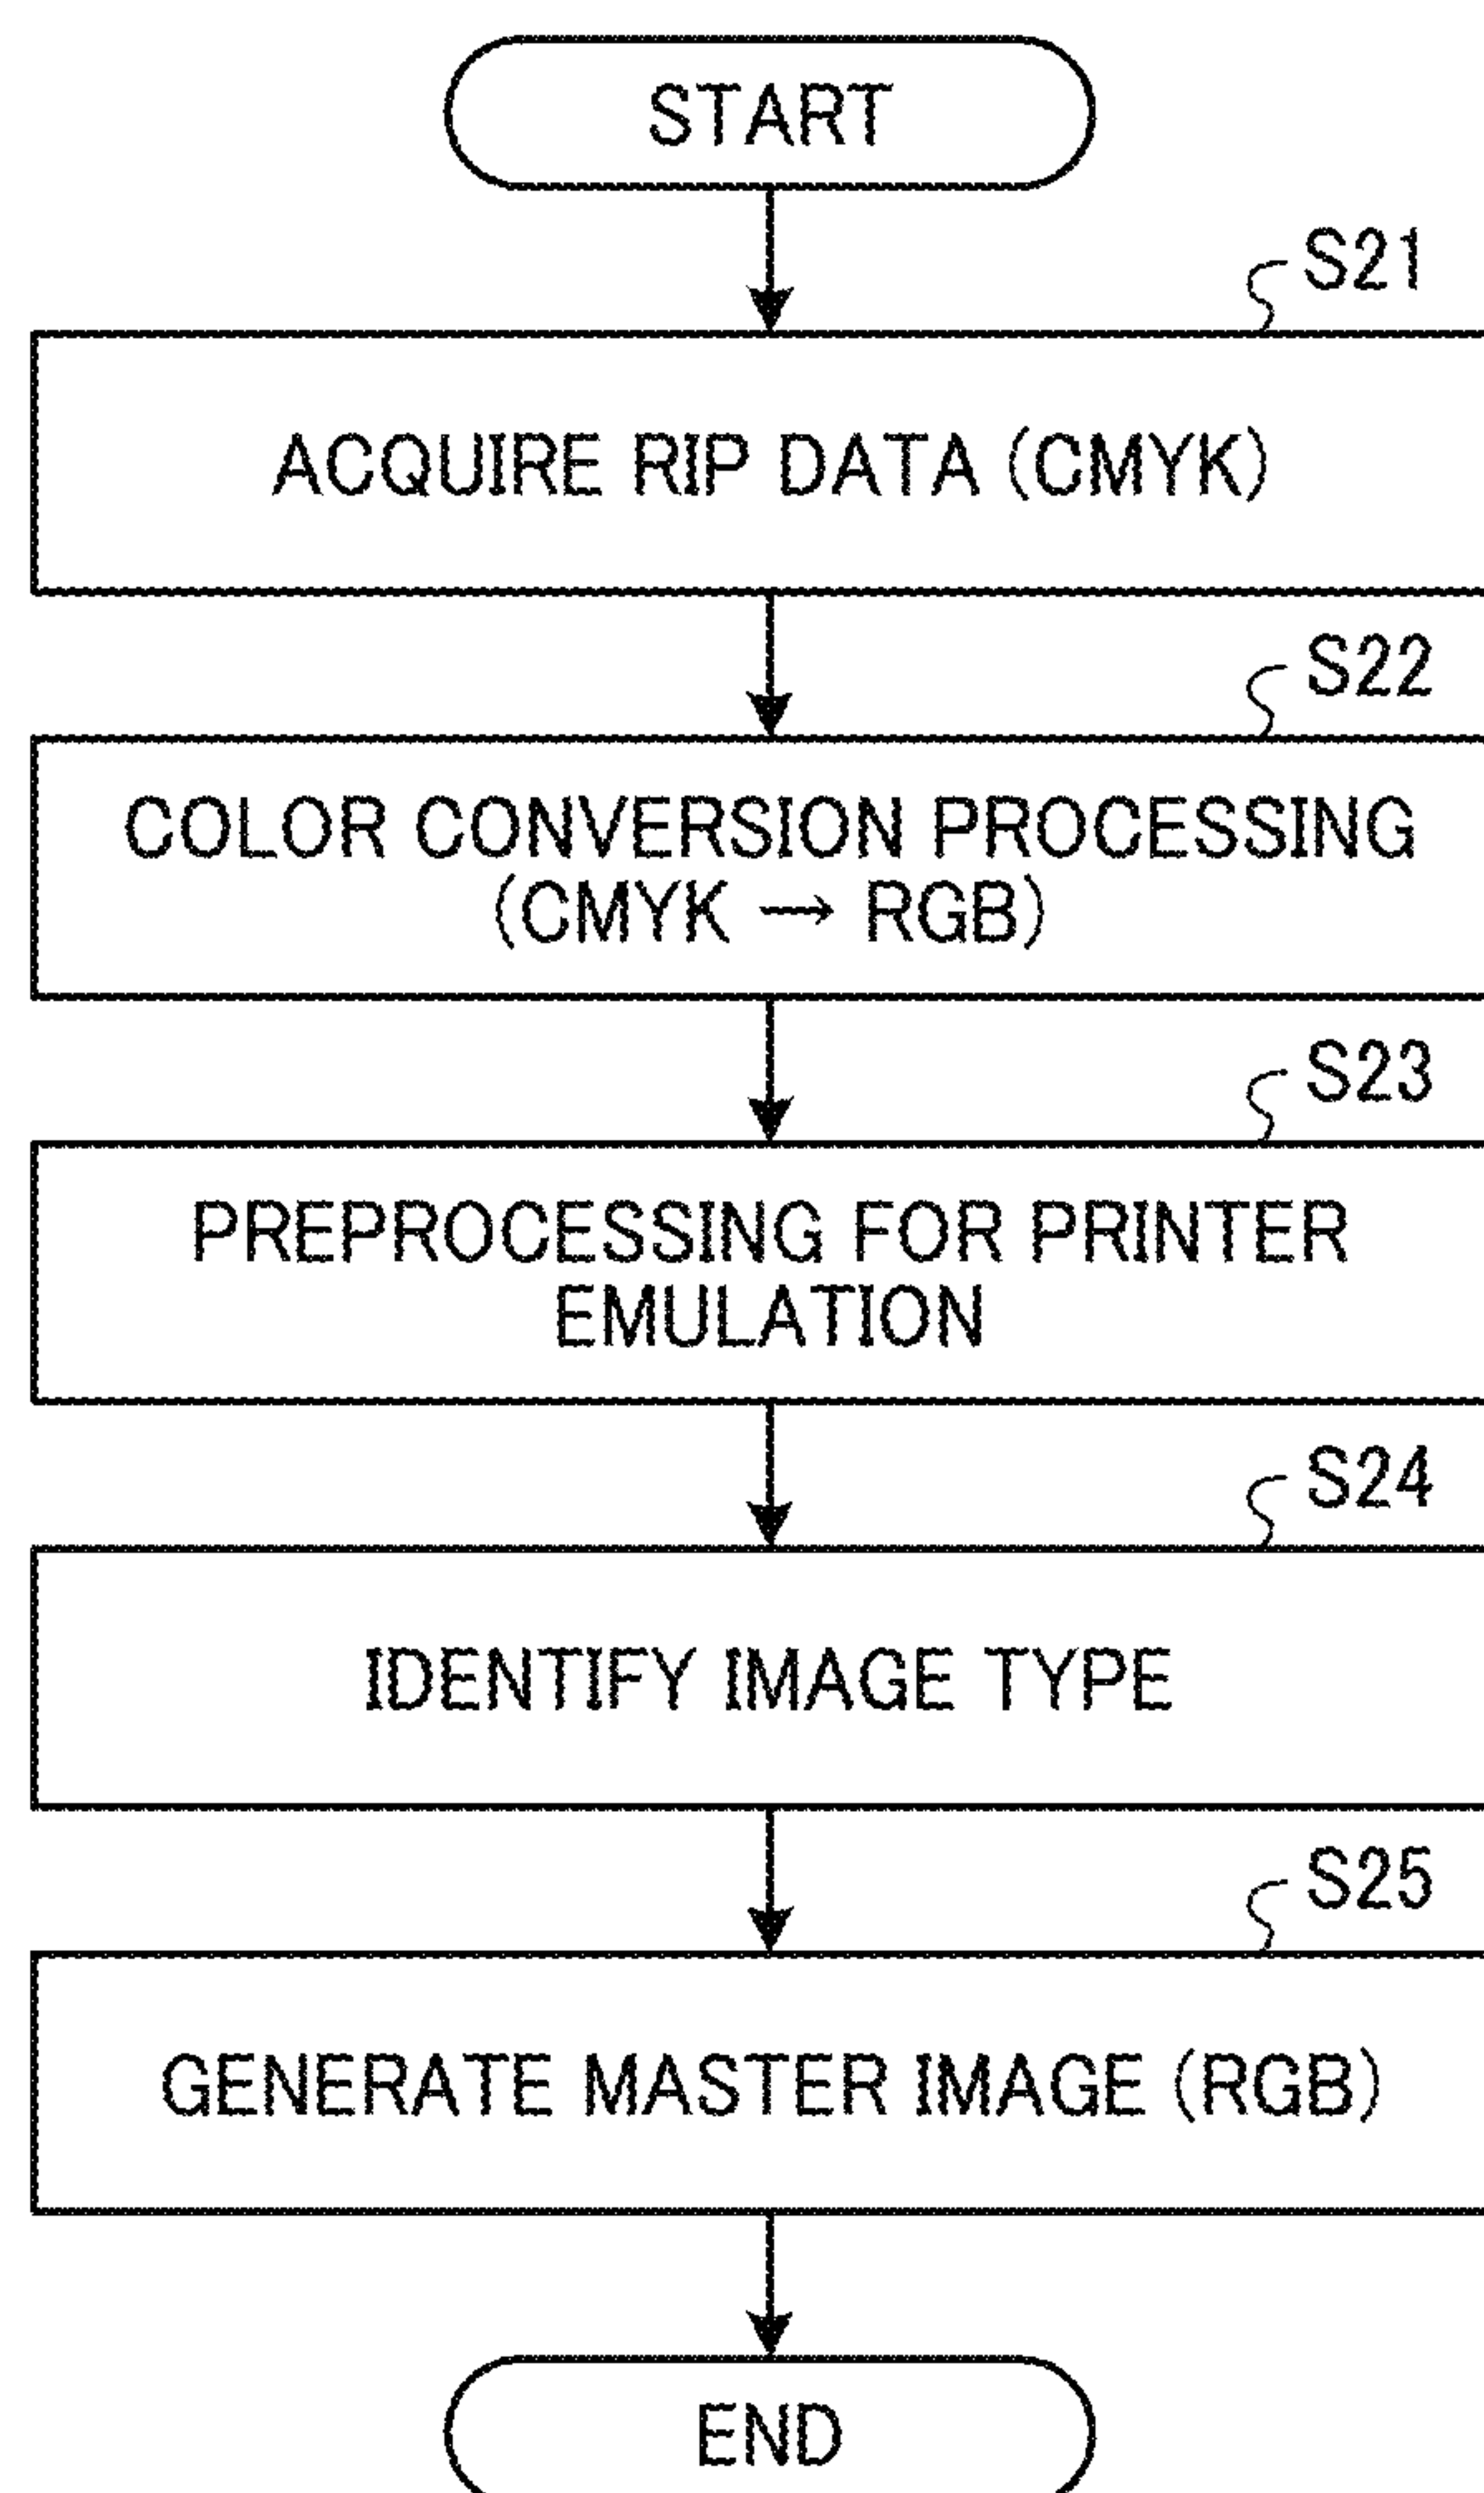 START
S21
ACQUIRE RIP DATA (CMYK)
S22
COLOR CONVERSION PROCESSING
(CMYK → RGB)
S23
PREPROCESSING FOR PRINTER
EMULATION
S24
IDENTIFY IMAGE TYPE
S25
GENERATE MASTER IMAGE (RGB)
END